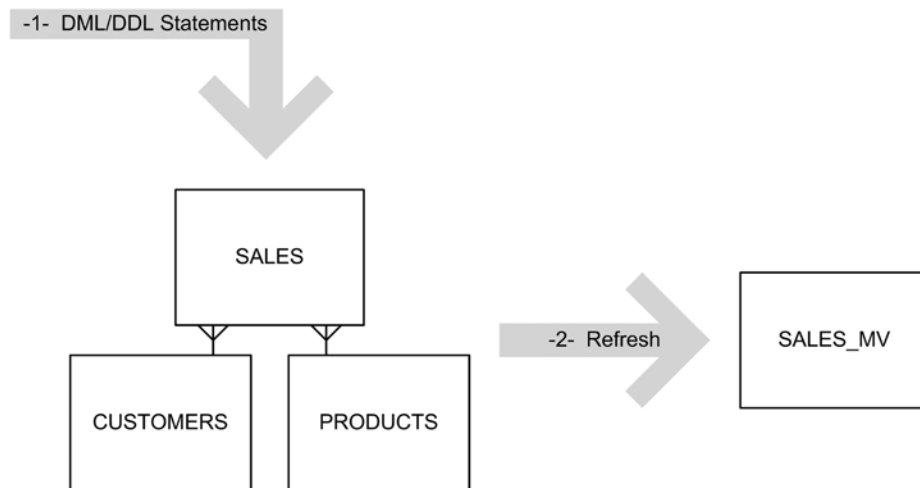 -1- DML/DDL Statements
SALES
-2- Refresh
SALES_MV
CUSTOMERS
PRODUCTS